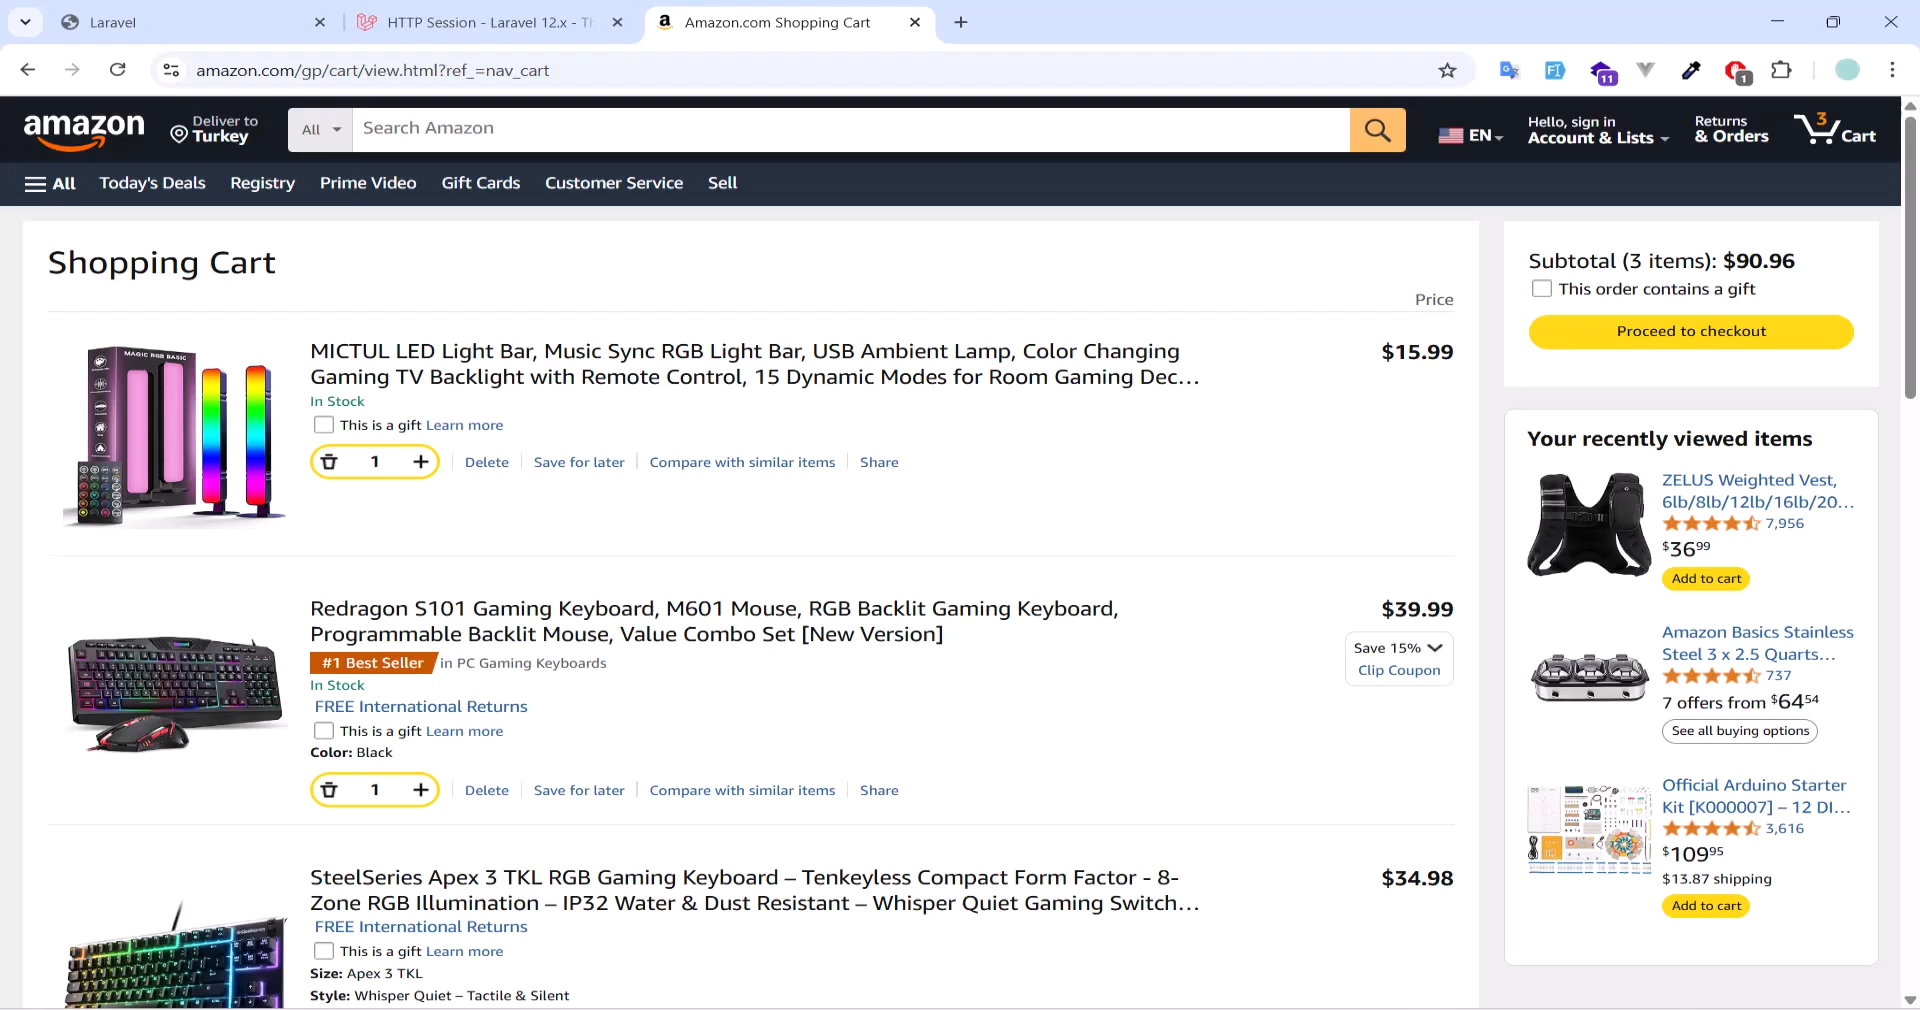 Laravel
HTTP Session - Laravel 12.x - Th
Amazon.com Shopping Cart
amazon.com/gp/cart/view.html?ref_=nav_cart
11
1
amazon
Deliver to
Turkey
All
Search Amazon
EN
Hello, sign in
Account & Lists
Returns
& Orders
3
Cart
All
Today's Deals
Registry
Prime Video
Gift Cards
Customer Service
Sell
Shopping Cart
Price
MAGIC RGB BASIC
MICTUL LED Light Bar, Music Sync RGB Light Bar, USB Ambient Lamp, Color Changing
Gaming TV Backlight with Remote Control, 15 Dynamic Modes for Room Gaming Dec…
$15.99
In Stock
This is a gift Learn more
1
Delete
Save for later
Compare with similar items
Share
Redragon S101 Gaming Keyboard, M601 Mouse, RGB Backlit Gaming Keyboard,
Programmable Backlit Mouse, Value Combo Set [New Version]
$39.99
Save 15%
Clip Coupon
#1 Best Seller in PC Gaming Keyboards
In Stock
FREE International Returns
This is a gift Learn more
Color: Black
1
Delete
Save for later
Compare with similar items
Share
SteelSeries Apex 3 TKL RGB Gaming Keyboard – Tenkeyless Compact Form Factor - 8-
Zone RGB Illumination – IP32 Water & Dust Resistant – Whisper Quiet Gaming Switch…
$34.98
FREE International Returns
This is a gift Learn more
Size: Apex 3 TKL
Style: Whisper Quiet – Tactile & Silent
Subtotal (3 items): $90.96
This order contains a gift
Proceed to checkout
Your recently viewed items
ZELUS Weighted Vest,
6lb/8lb/12lb/16lb/20…
7,956
$3699
Add to cart
Amazon Basics Stainless
Steel 3 x 2.5 Quarts…
737
7 offers from $6454
See all buying options
Official Arduino Starter
Kit [K000007] – 12 DI…
3,616
$10995
$13.87 shipping
Add to cart